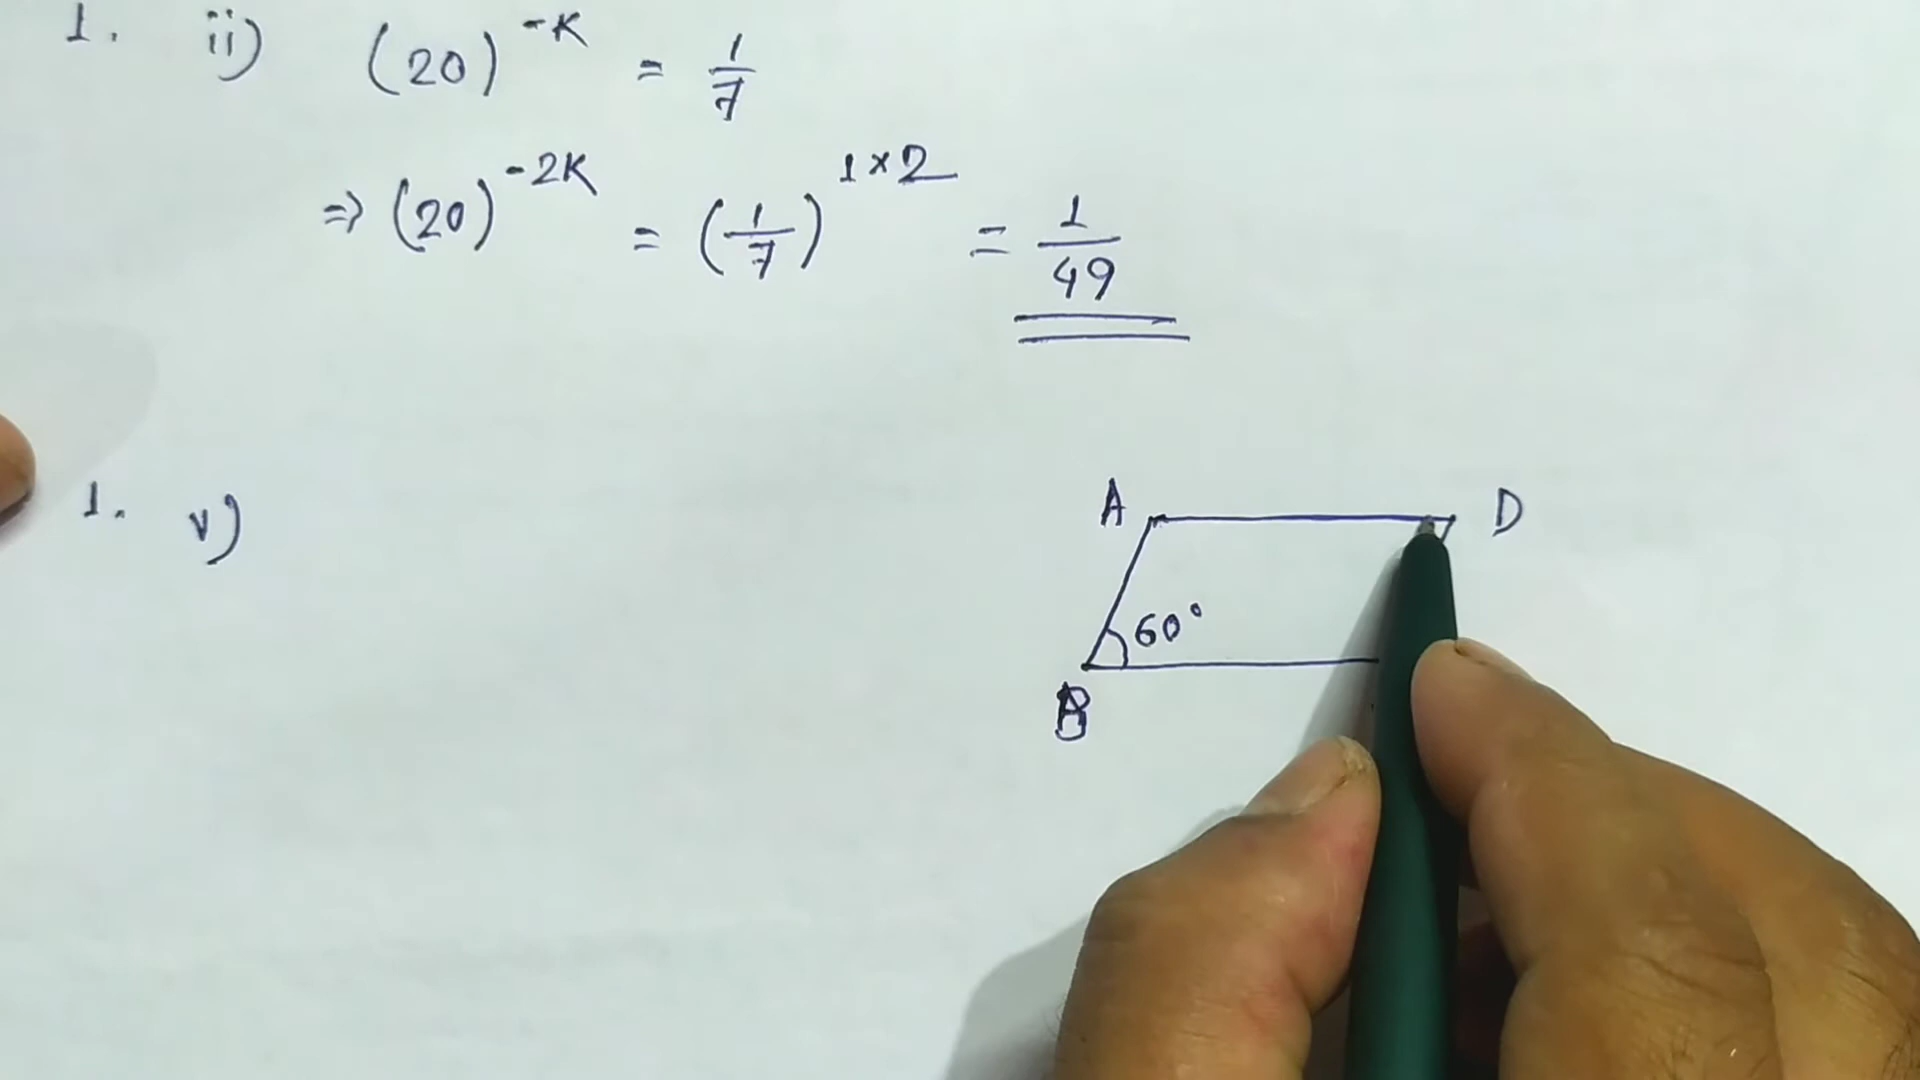 1. ii) (20)^-K = 1/7
⇒ (20)^-2K = (1/7)^1×2 = 1/49
1. v)
A D
60°
B